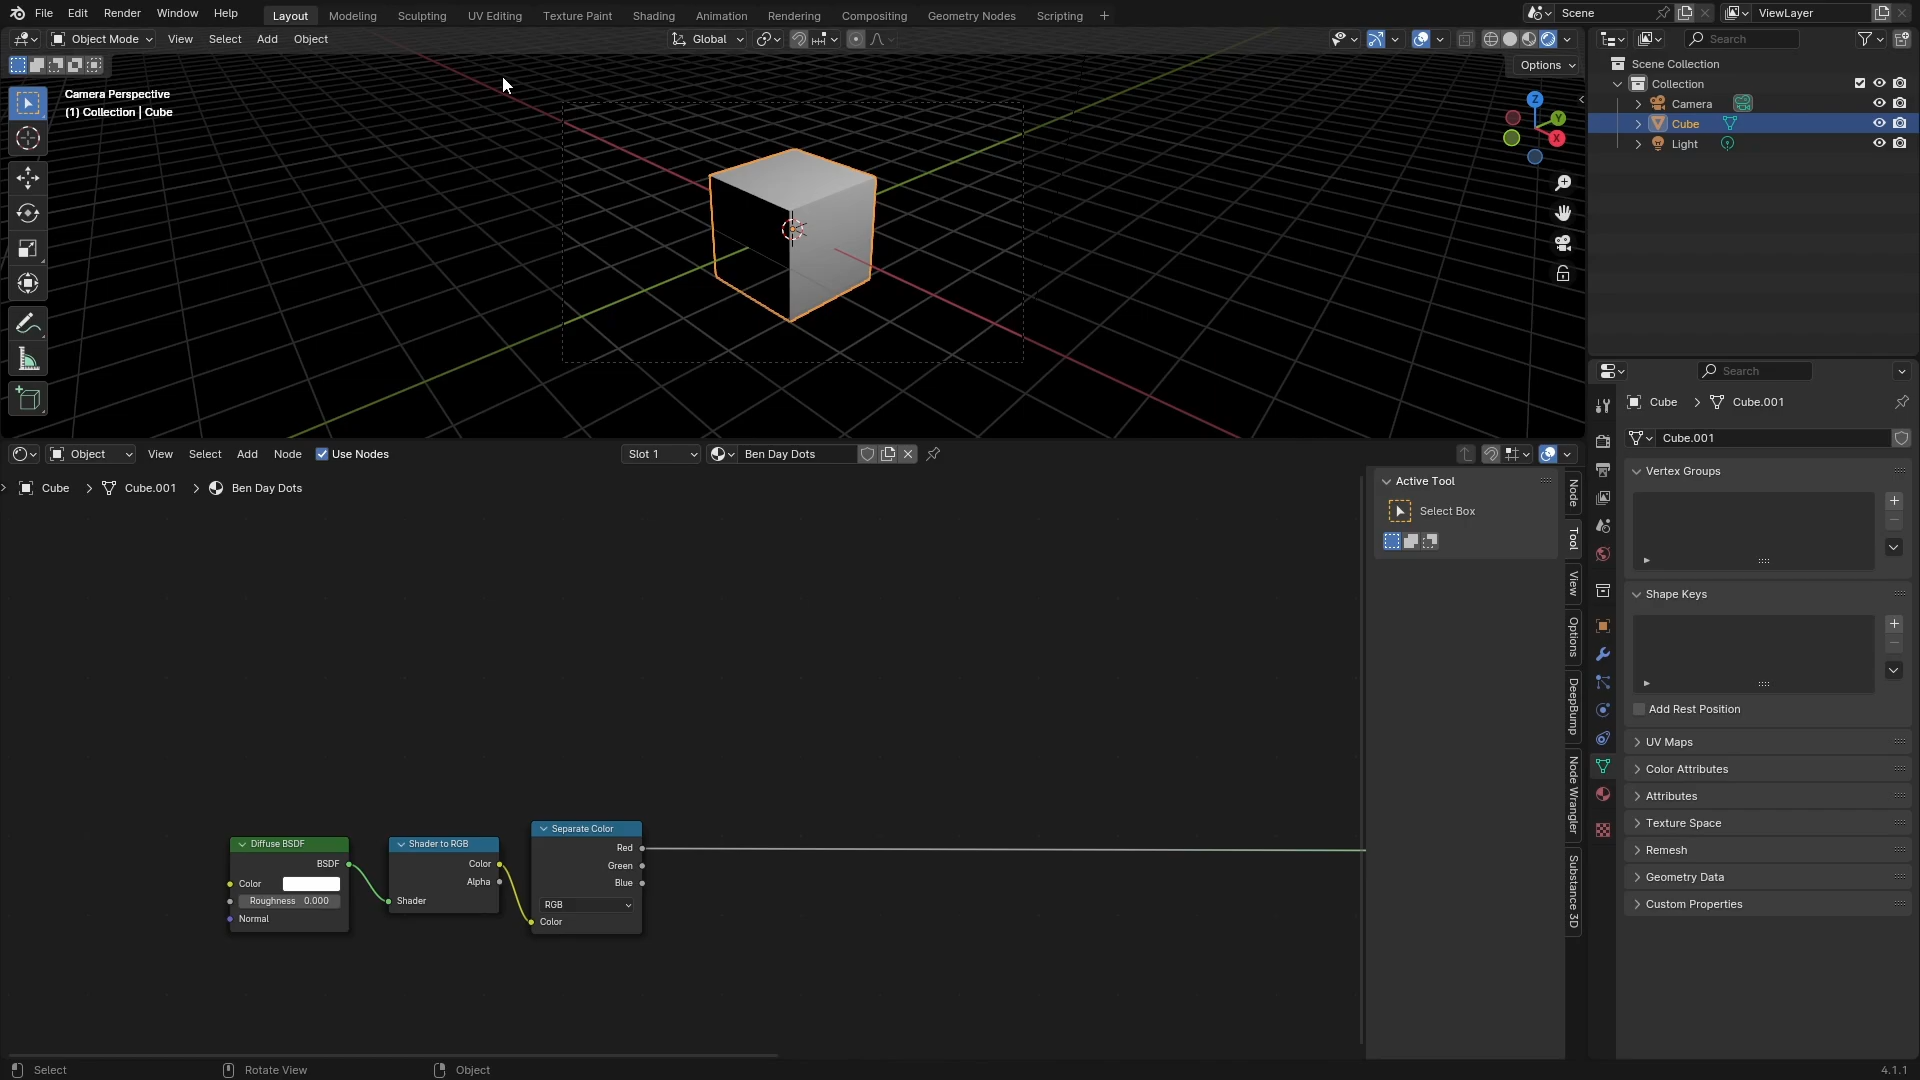 File Edit Render Window Help Layout Modeling Sculpting UV Editing Texture Paint Shading Animation Rendering Compositing Geometry Nodes Scripting + Scene ViewLayer
Object Mode View Select Add Object Global Search
Options
Camera Perspective
(1) Collection | Cube
Z
Y
X
Scene Collection
Collection
Camera
Cube
Light
Search
Cube > Cube.001
Cube.001
Vertex Groups
Shape Keys
Add Rest Position
UV Maps
Color Attributes
Attributes
Texture Space
Remesh
Geometry Data
Custom Properties
Object View Select Add Node Use Nodes Slot 1 Ben Day Dots
Cube > Cube.001 > Ben Day Dots
Active Tool
Select Box
Node
Tool
View
Options
DeepBump
Node Wrangler
Substance 3D
Diffuse BSDF
BSDF
Color
Roughness 0.000
Normal
Shader to RGB
Color
Alpha
Shader
Separate Color
Red
Green
Blue
RGB
Color
Select Rotate View Object 4.1.1